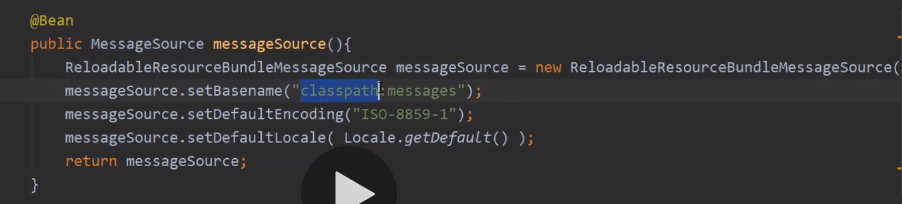 @Bean
public MessageSource messageSource(){
ReloadableResourceBundleMessageSource messageSource = new ReloadableResourceBundleMessageSource(
messageSource.setBasename("classpath:messages");
messageSource.setDefaultEncoding("ISO-8859-1");
messageSource.setDefaultLocale( Locale.getDefault() );
return messageSource;
}